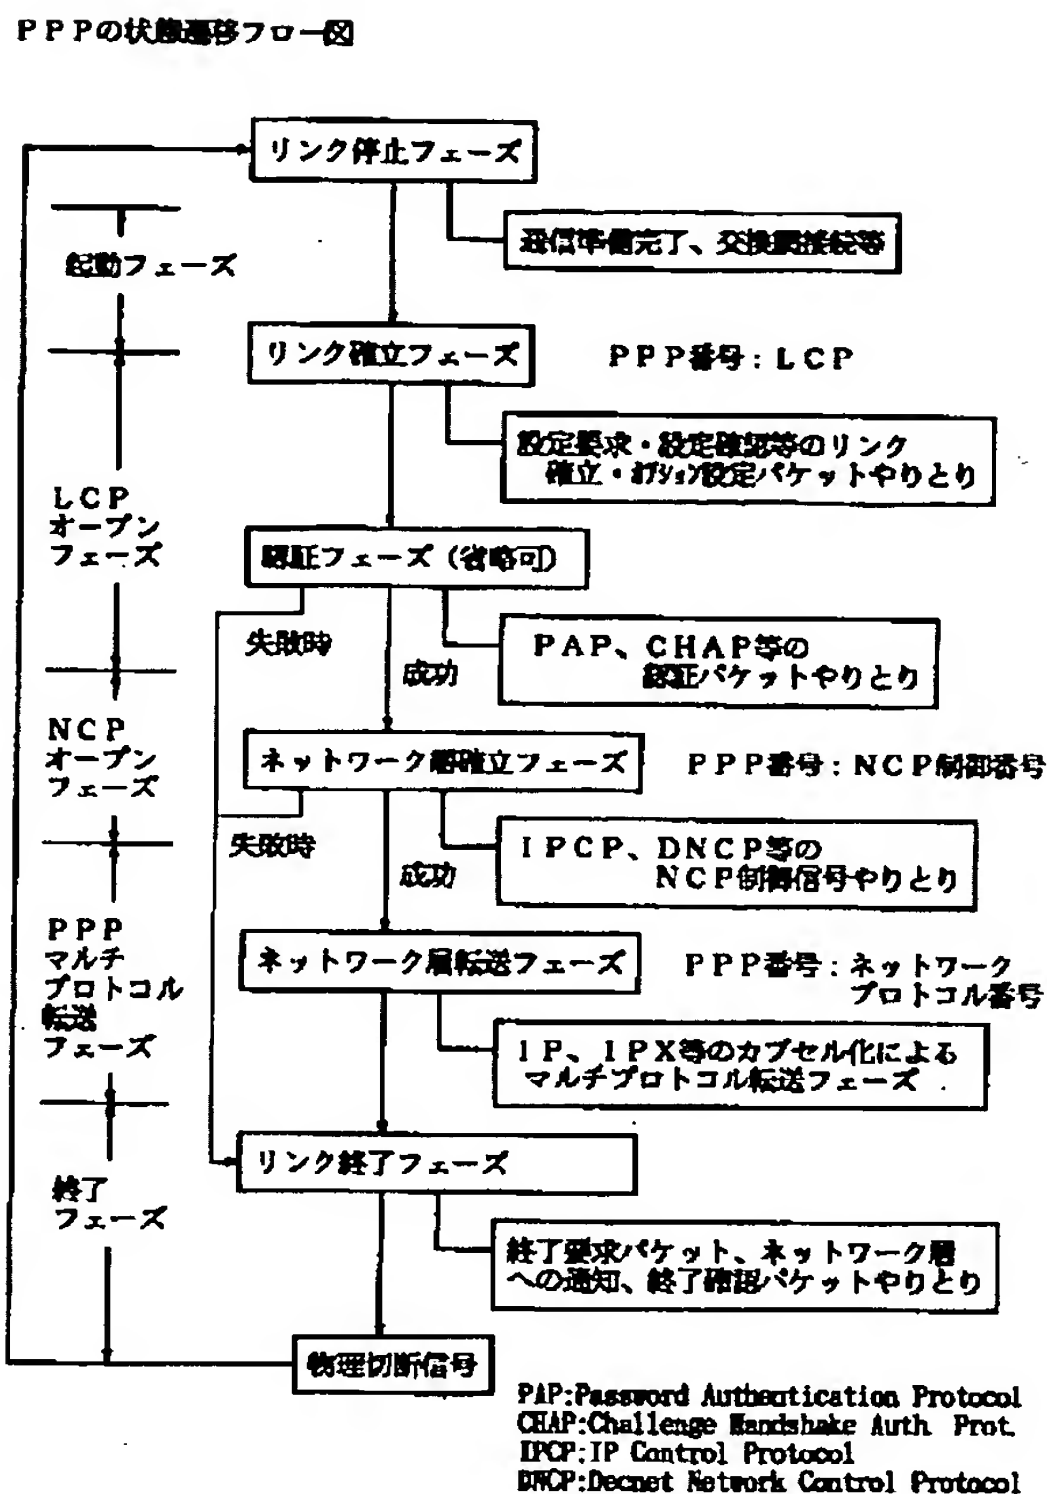 PPPの状態遷移フロー図
リンク停止フェーズ
通信準備完了、交換網接続等
起動フェーズ
リンク確立フェーズ
PPP番号：LCP
設定要求・設定確認等のリンク
確立・オプション設定パケットやりとり
LCP
オープン
フェーズ
認証フェーズ（省略可）
失敗時
成功
PAP、CHAP等の
認証パケットやりとり
NCP
オープン
フェーズ
ネットワーク層確立フェーズ
PPP番号：NCP制御番号
失敗時
成功
IPCP、DNCP等の
NCP制御信号やりとり
PPP
マルチ
プロトコル
転送
フェーズ
ネットワーク層転送フェーズ
PPP番号：ネットワーク
プロトコル番号
IP、IPX等のカプセル化による
マルチプロトコル転送フェーズ
リンク終了フェーズ
終了
フェーズ
終了要求パケット、ネットワーク層
への通知、終了確認パケットやりとり
物理切断信号
PAP:Password Authentication Protocol
CHAP:Challenge Handshake Auth. Prot.
IPCP:IP Control Protocol
DNCP:Decnet Network Control Protocol